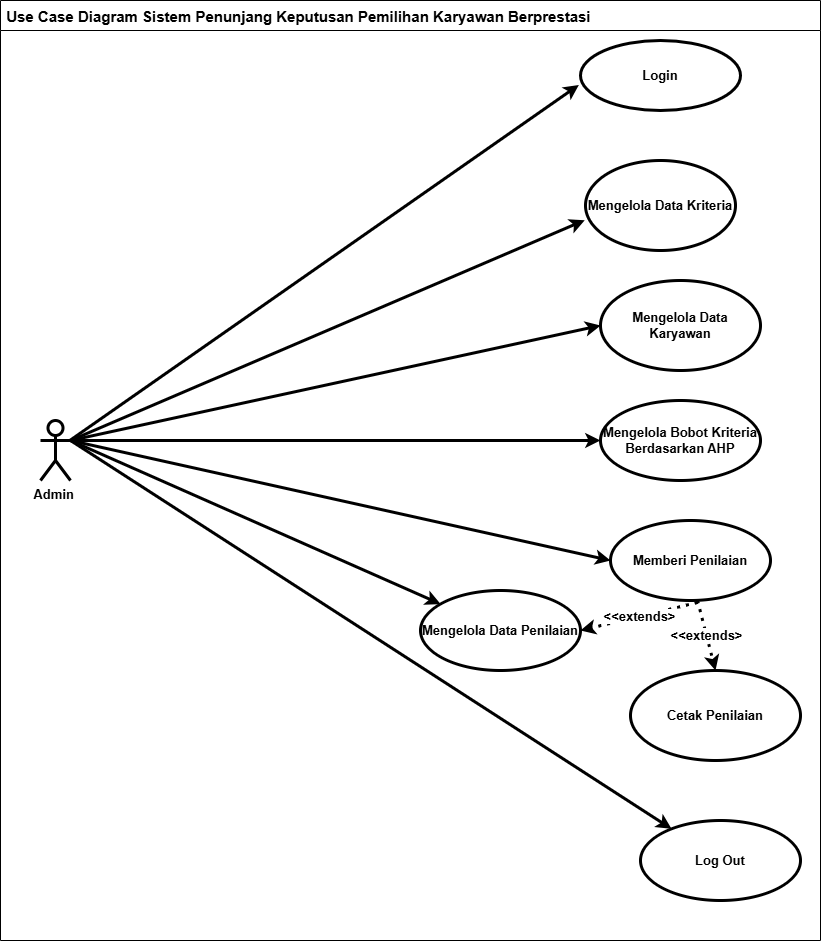 Use Case Diagram Sistem Penunjang Keputusan Pemilihan Karyawan Berprestasi
Login
Mengelola Data Kriteria
Mengelola Data
Karyawan
Mengelola Bobot Kriteria
Berdasarkan AHP
Admin
Memberi Penilaian
<<extends>>
Mengelola Data Penilaian
<<extends>>
Cetak Penilaian
Log Out